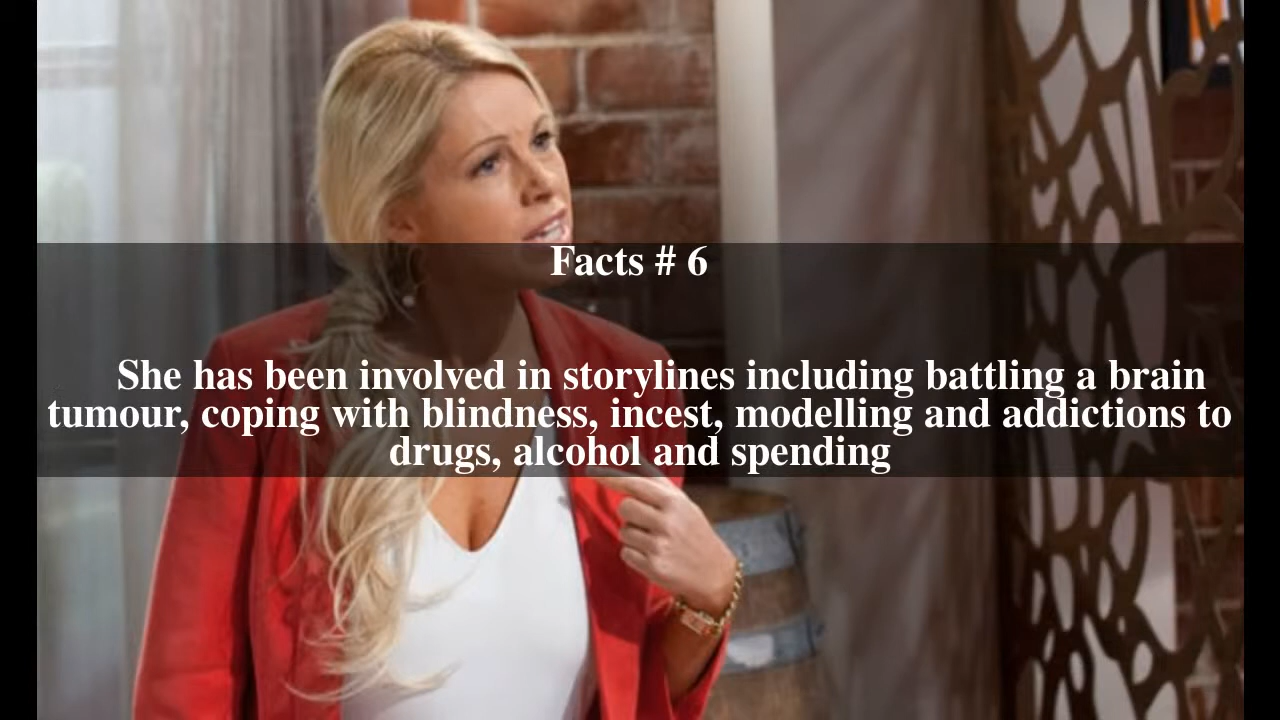 Facts # 6
She has been involved in storylines including battling a brain
tumour, coping with blindness, incest, modelling and addictions to
drugs, alcohol and spending